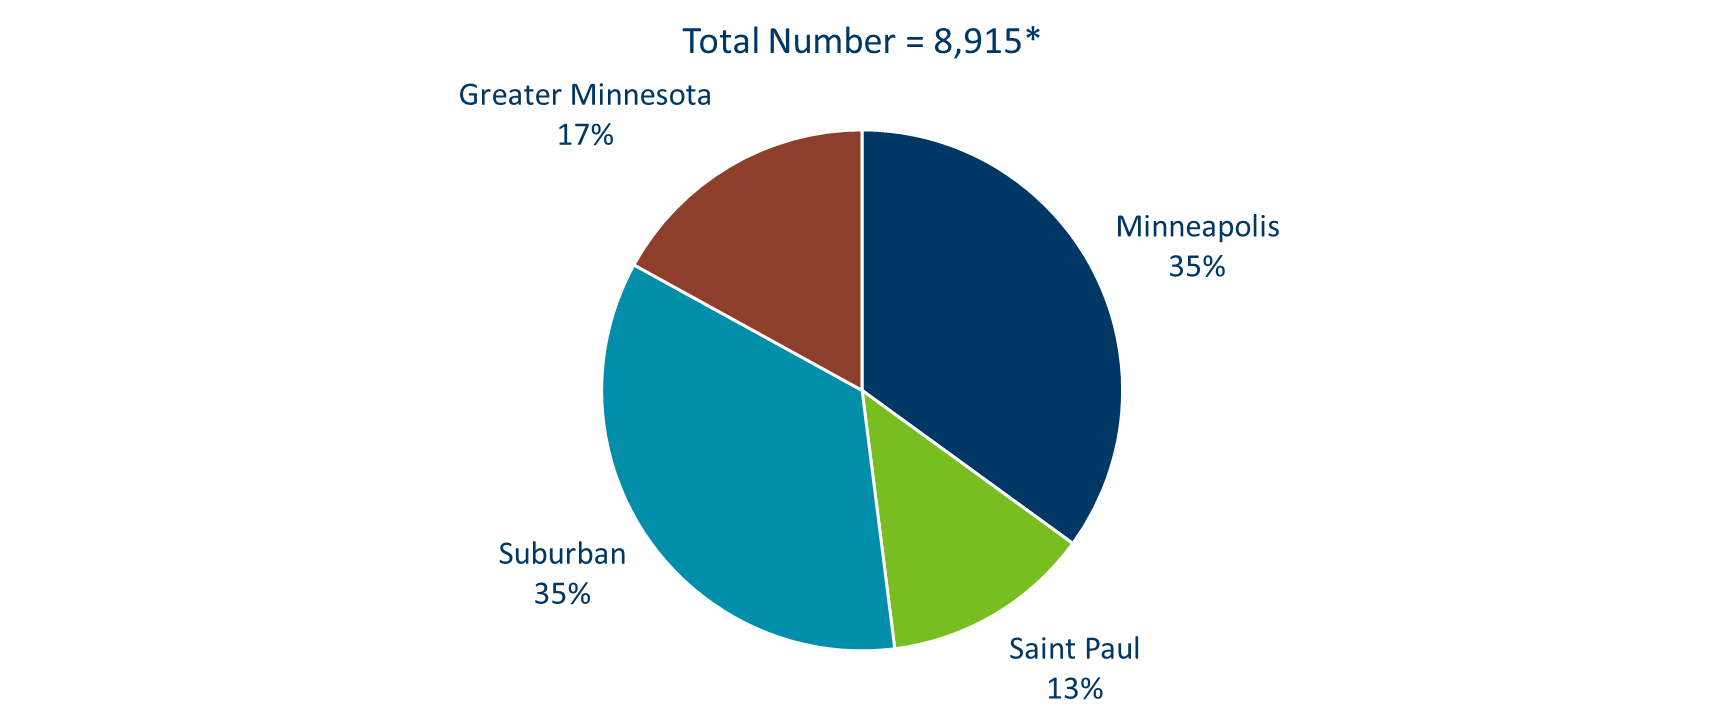 Total Number = 8,915*
Greater Minnesota
17%
Minneapolis
35%
Suburban
35%
Saint Paul
13%